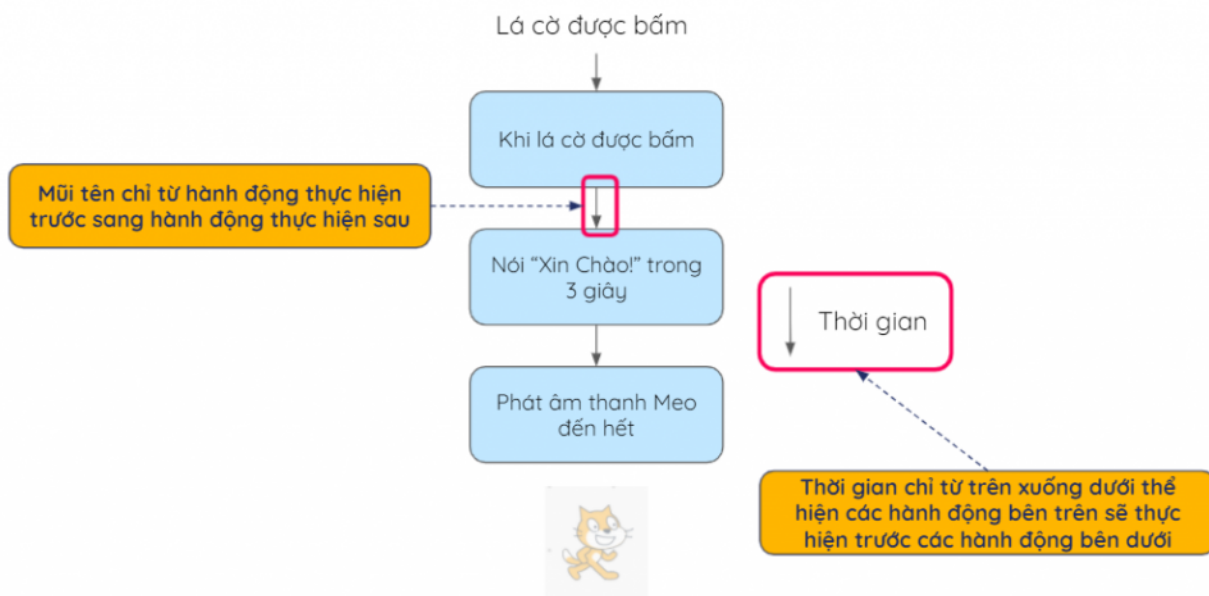 Lá cờ được bấm
Khi lá cờ được bấm
Mũi tên chỉ từ hành động thực hiện
trước sang hành động thực hiện sau
Nói “Xin Chào!” trong
3 giây
Thời gian
Phát âm thanh Meo
đến hết
Thời gian chỉ từ trên xuống dưới thể
hiện các hành động bên trên sẽ thực
hiện trước các hành động bên dưới